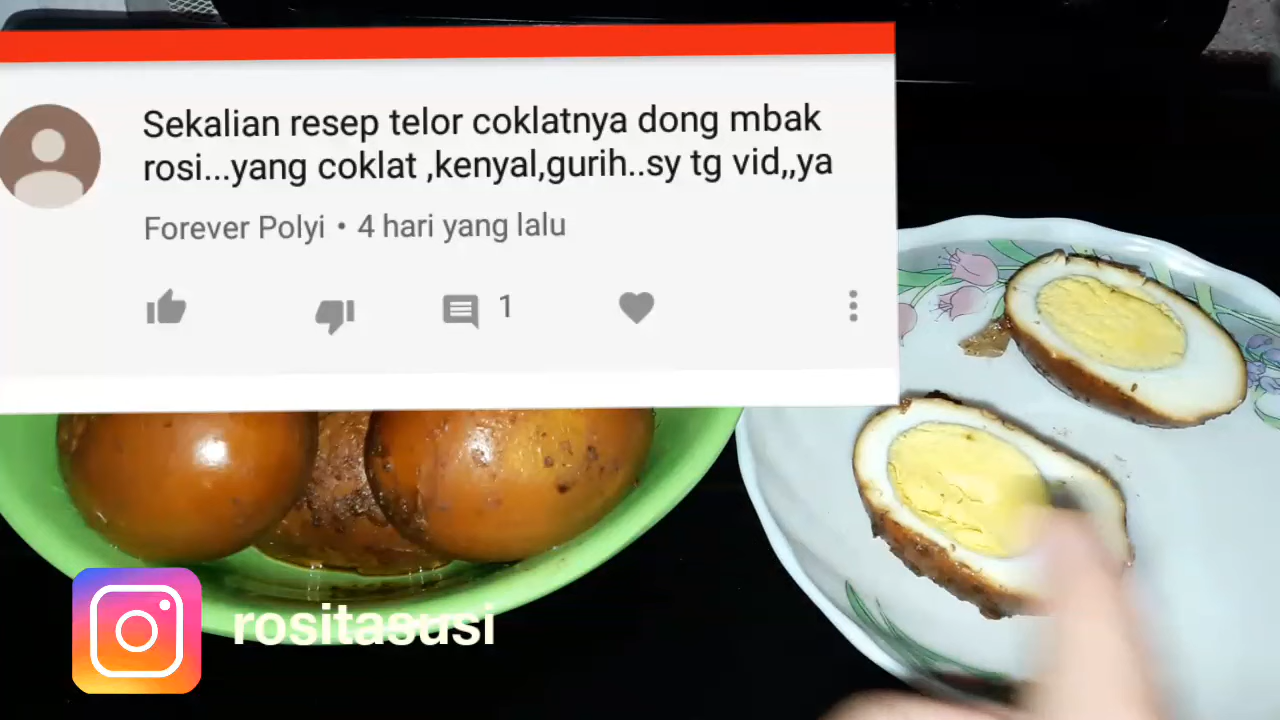 Sekalian resep telor coklatnya dong mbak
rosi...yang coklat ,kenyal,gurih..sy tg vid,,ya
Forever Polyi • 4 hari yang lalu
1
rositasusi